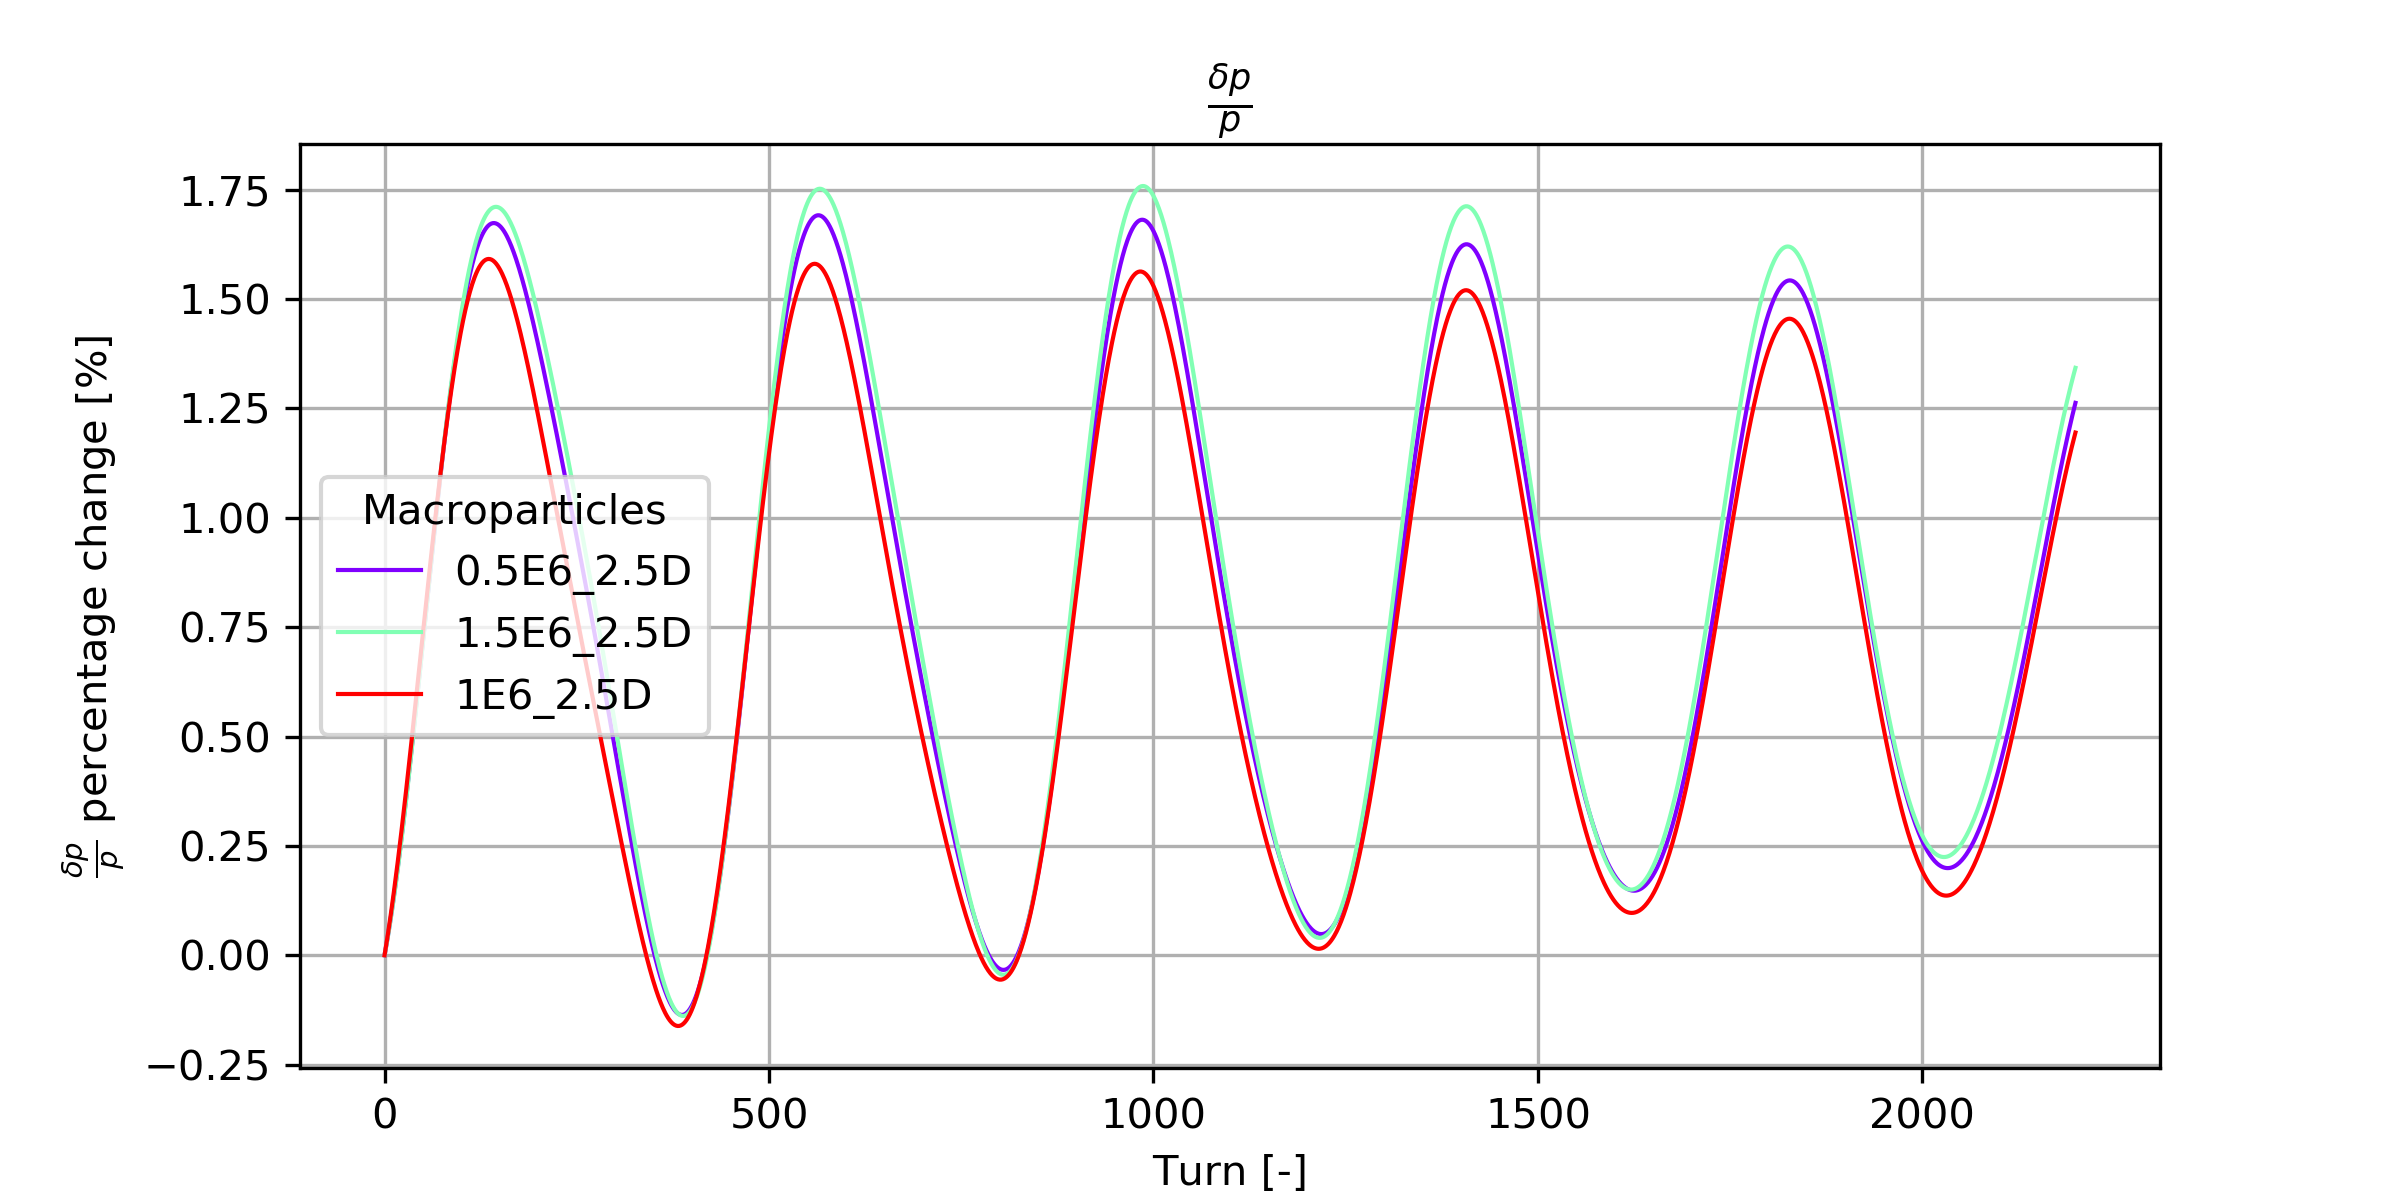 δp
p
δp/p percentage change [%]
1.75
1.50
1.25
1.00
0.75
0.50
0.25
0.00
−0.25
Macroparticles
0.5E6_2.5D
1.5E6_2.5D
1E6_2.5D
0 500 1000 1500 2000
Turn [-]